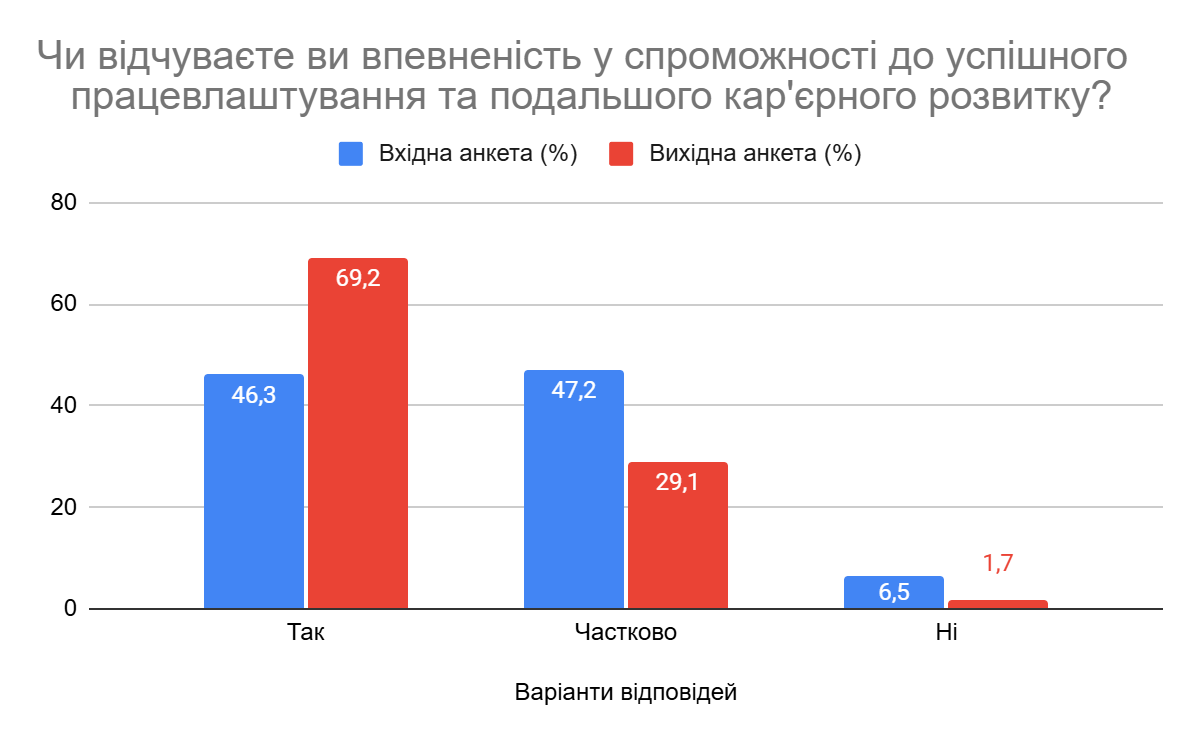 Чи відчуваєте ви впевненість у спроможності до успішного
працевлаштування та подальшого кар'єрного розвитку?
Вхідна анкета (%) Вихідна анкета (%)
80
60
40
20
0
46,3
69,2
47,2
29,1
6,5
1,7
Так Частково Ні
Варіанти відповідей